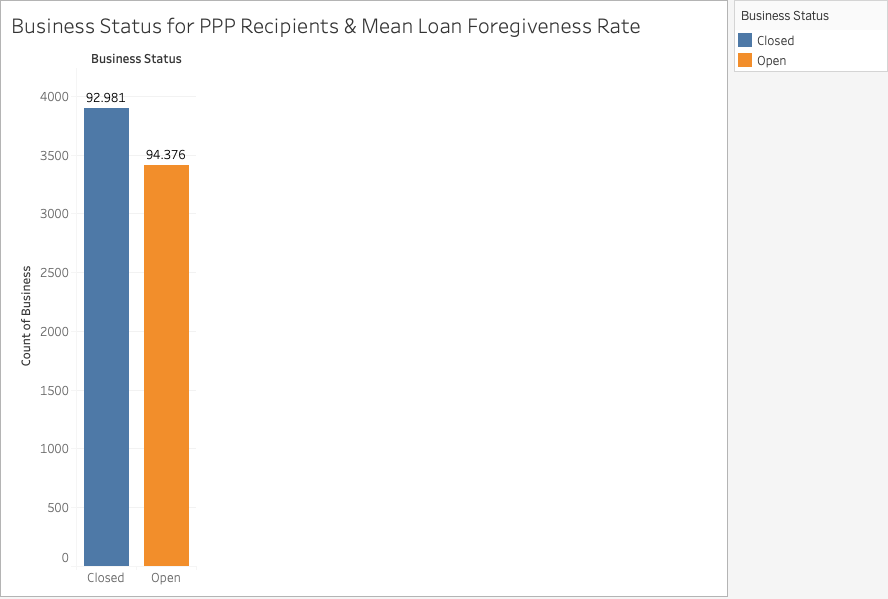 Business Status for PPP Recipients & Mean Loan Foregiveness Rate
Business Status
Closed
Open
Business Status
Count of Business
4000
3500
3000
2500
2000
1500
1000
500
0
92.981
94.376
Closed
Open